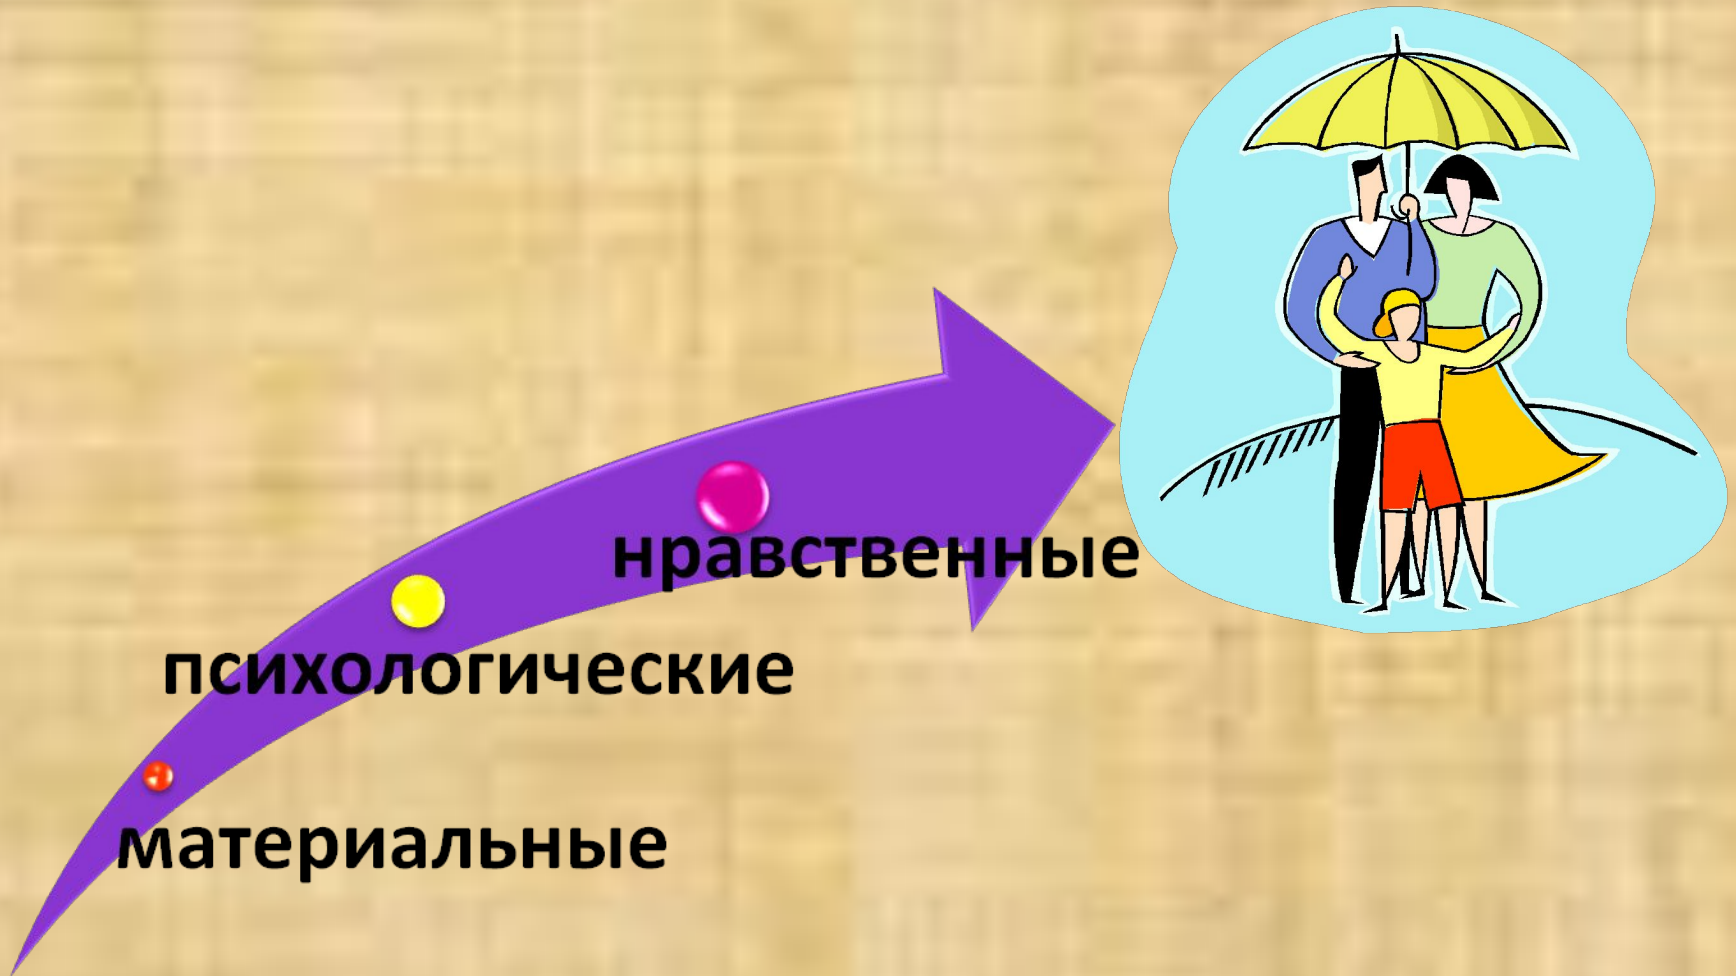 нравственные
психологические
материальные